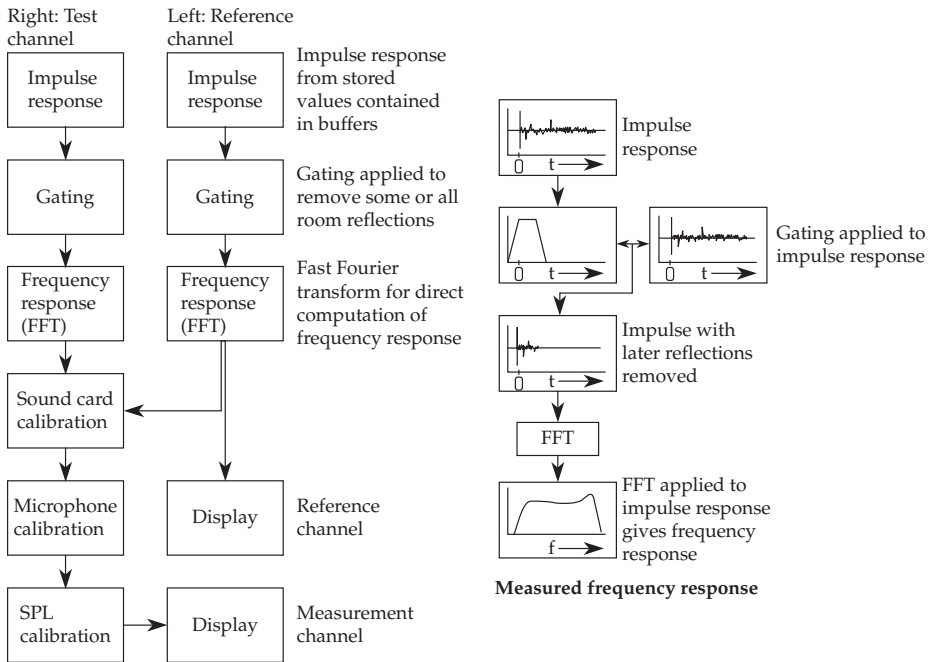 Right: Test
channel
Left: Reference
channel
Impulse
response
Impulse
response
Impulse response
from stored
values contained
in buffers
Gating
Gating
Gating applied to
remove some or all
room reflections
Frequency
response
(FFT)
Frequency
response
(FFT)
Fast Fourier
transform for direct
computation of
frequency response
Sound card
calibration
Microphone
calibration
Display
Reference
channel
SPL
calibration
Display
Measurement
channel
0 t
Impulse
response
0 t
0 t
Gating applied to
impulse response
0 t
Impulse with
later reflections
removed
FFT
f
FFT applied to
impulse response
gives frequency
response
Measured frequency response